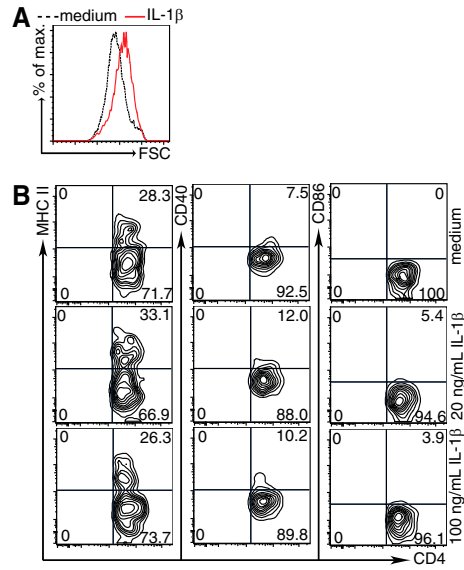 A
medium IL-1β
% of max.
FSC
B
MHC II
CD40
CD86
0 28.3
0 71.7
0 7.5
0 92.5
0 0
0 100
medium
0 33.1
0 66.9
0 12.0
0 88.0
0 5.4
0 94.6
20 ng/mL IL-1β
0 26.3
0 73.7
0 10.2
0 89.8
0 3.9
0 96.1
100 ng/mL IL-1β
CD4